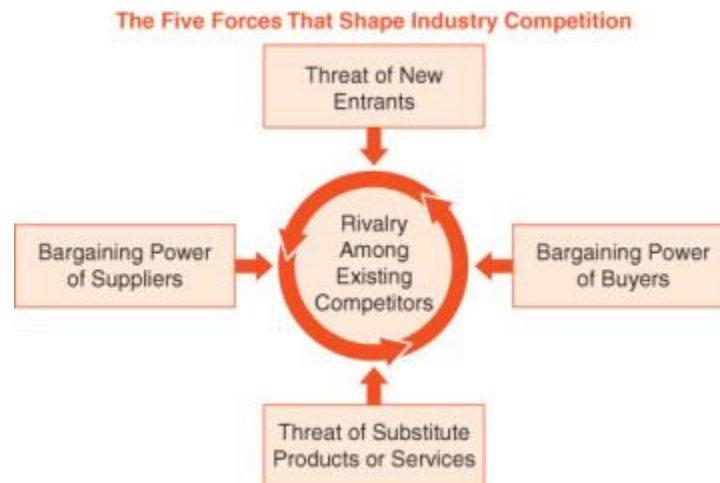 The Five Forces That Shape Industry Competition
Threat of New
Entrants
Bargaining Power
of Suppliers
Rivalry
Among
Existing
Competitors
Bargaining Power
of Buyers
Threat of Substitute
Products or Services